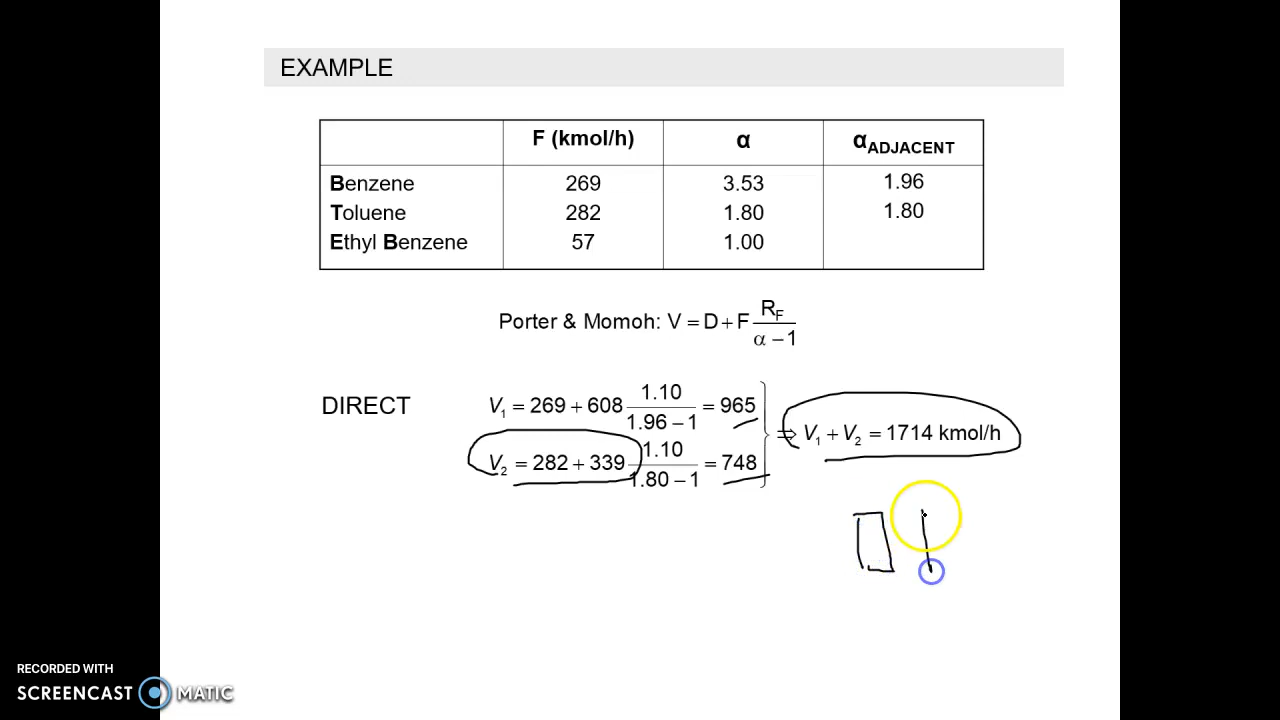 EXAMPLE
F (kmol/h) α αADJACENT
Benzene 269 3.53 1.96
Toluene 282 1.80 1.80
Ethyl Benzene 57 1.00
Porter & Momoh: V = D + F RF / (α − 1)
DIRECT V1 = 269 + 608 1.10 / (1.96 − 1) = 965
V2 = 282 + 339 1.10 / (1.80 − 1) = 748
⇒ V1 + V2 = 1714 kmol/h
RECORDED WITH
SCREENCAST MATIC